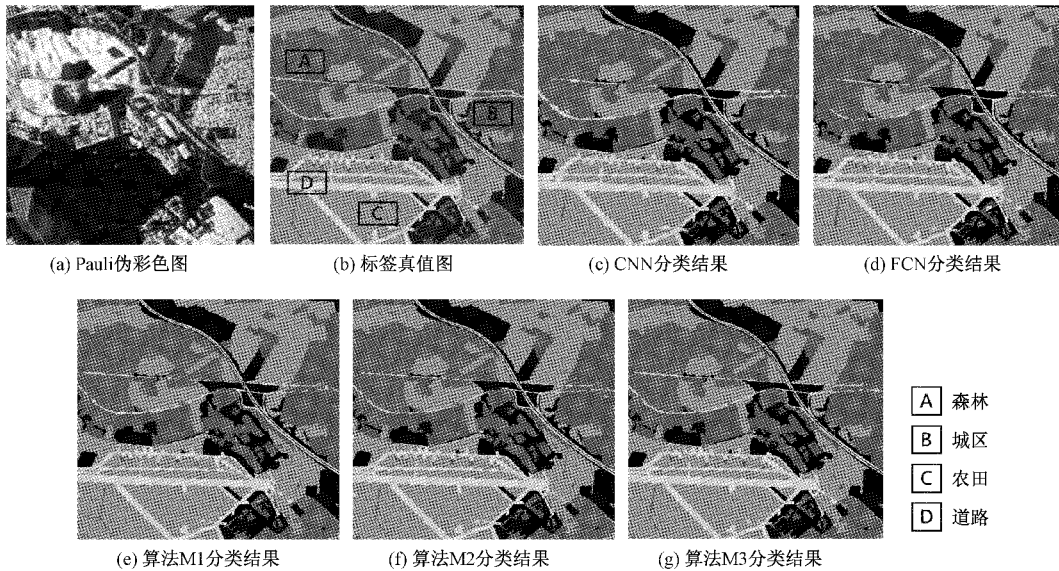 A
B
D
C
(a) Pauli伪彩色图
(b) 标签真值图
(c) CNN分类结果
(d) FCN分类结果
A 森林
B 城区
C 农田
D 道路
(e) 算法M1分类结果
(f) 算法M2分类结果
(g) 算法M3分类结果